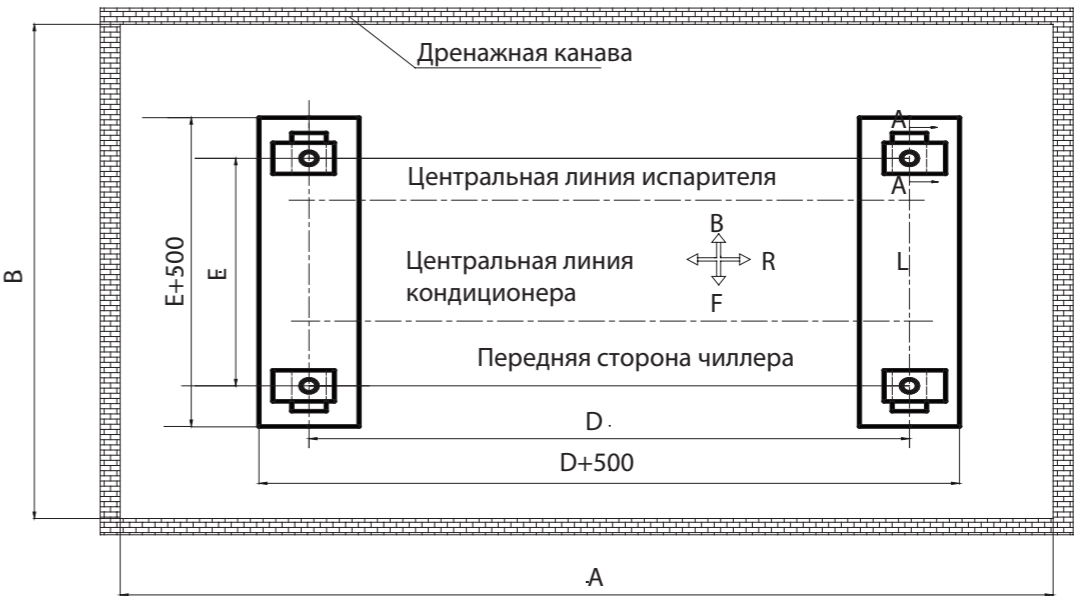 Дренажная канава
A
A
Центральная линия испарителя
B
R
F
L
Центральная линия
кондиционера
Передняя сторона чиллера
B
E+500
E
D
D+500
A